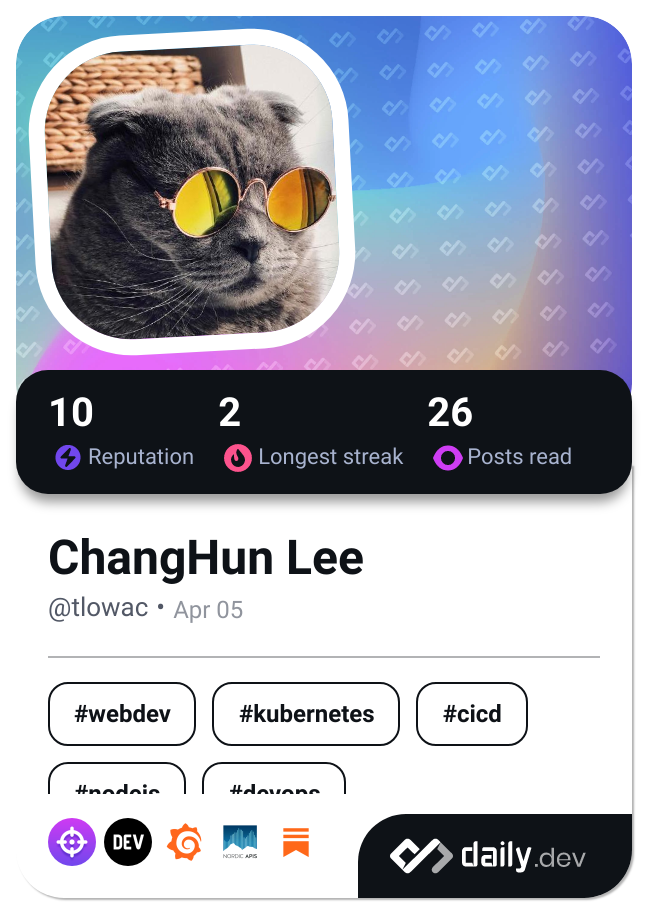 10 2 26
Reputation Longest streak Posts read
ChangHun Lee
@tlowac • Apr 05
#webdev #kubernetes #cicd
#nodejs #devops
DEV NORDIC APIS daily.dev